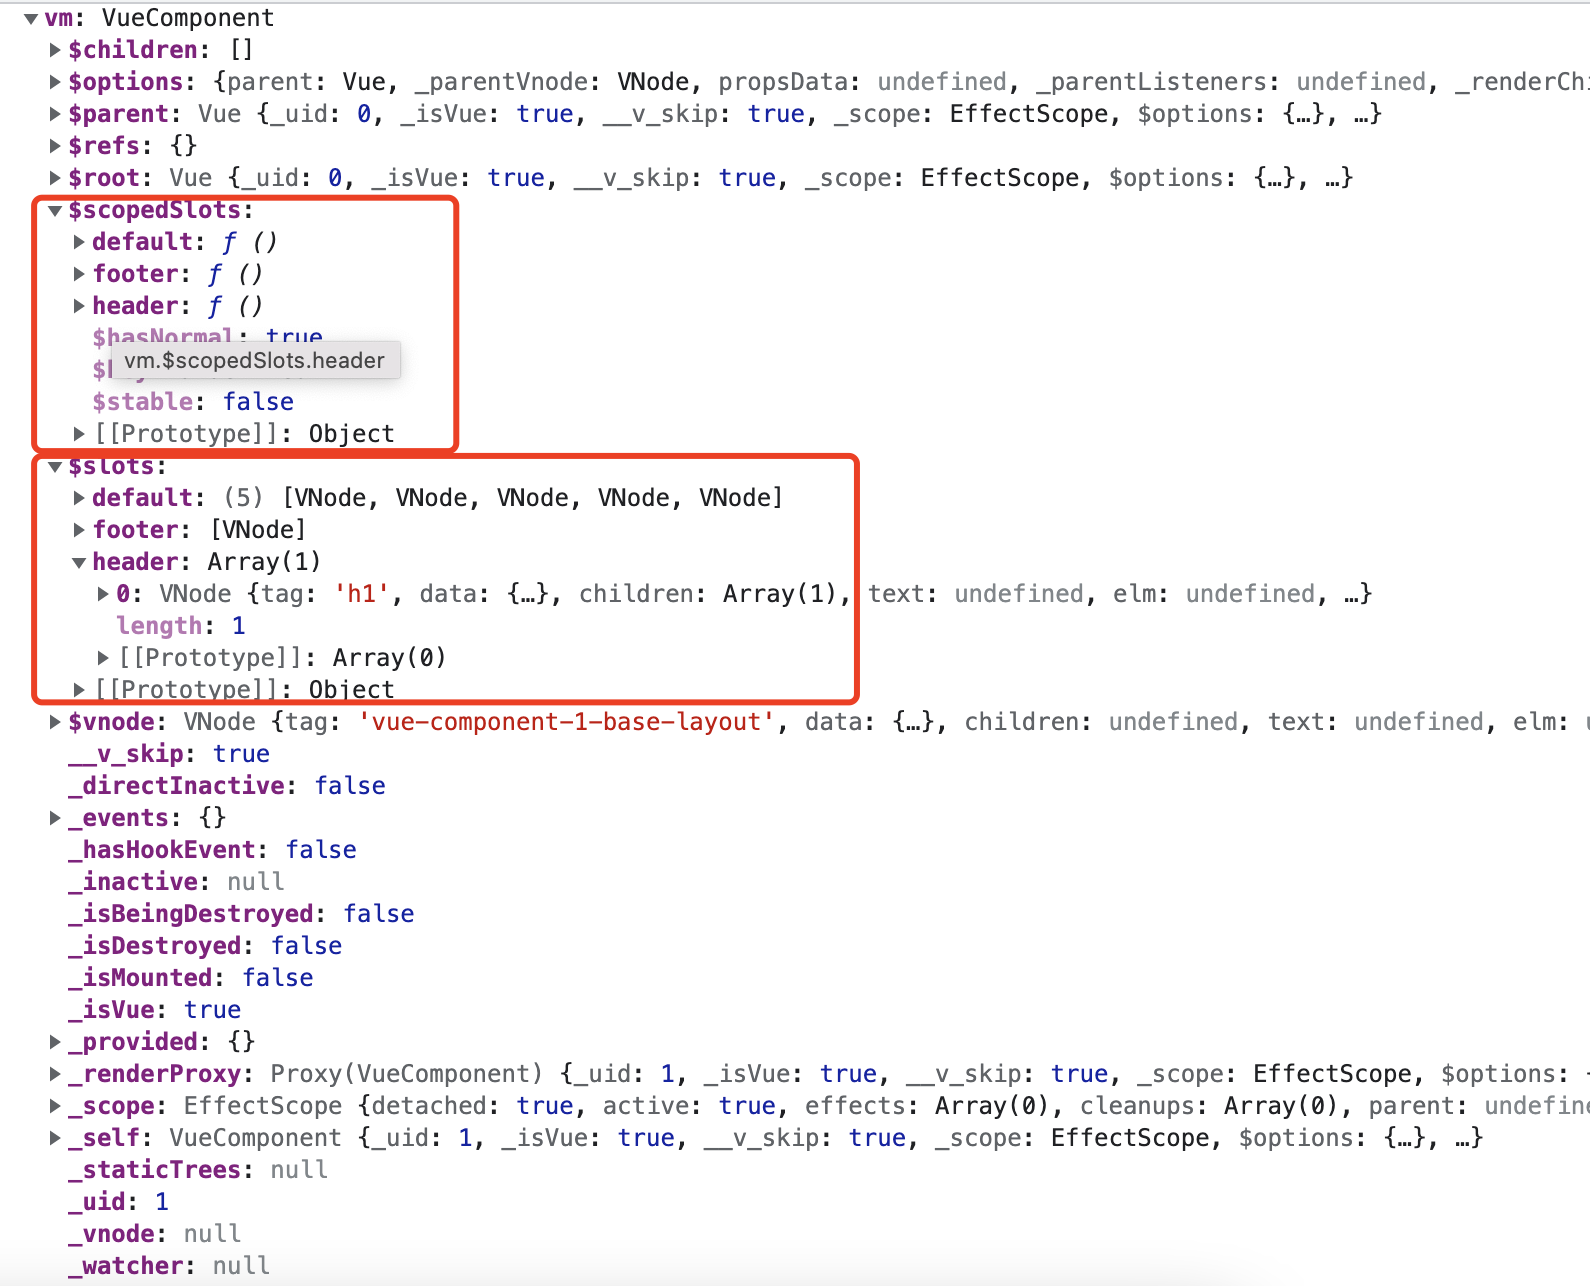 vm: VueComponent
$children: []
$options: {parent: Vue, _parentVnode: VNode, propsData: undefined, _parentListeners: undefined, _renderChi
$parent: Vue {_uid: 0, _isVue: true, __v_skip: true, _scope: EffectScope, $options: {…}, …}
$refs: {}
$root: Vue {_uid: 0, _isVue: true, __v_skip: true, _scope: EffectScope, $options: {…}, …}
$scopedSlots:
default: ƒ ()
footer: ƒ ()
header: ƒ ()
$hasNormal: true
vm.$scopedSlots.header
$stable: false
[[Prototype]]: Object
$slots:
default: (5) [VNode, VNode, VNode, VNode, VNode]
footer: [VNode]
header: Array(1)
0: VNode {tag: 'h1', data: {…}, children: Array(1), text: undefined, elm: undefined, …}
length: 1
[[Prototype]]: Array(0)
[[Prototype]]: Object
$vnode: VNode {tag: 'vue-component-1-base-layout', data: {…}, children: undefined, text: undefined, elm: u
__v_skip: true
_directInactive: false
_events: {}
_hasHookEvent: false
_inactive: null
_isBeingDestroyed: false
_isDestroyed: false
_isMounted: false
_isVue: true
_provided: {}
_renderProxy: Proxy(VueComponent) {_uid: 1, _isVue: true, __v_skip: true, _scope: EffectScope, $options:
_scope: EffectScope {detached: true, active: true, effects: Array(0), cleanups: Array(0), parent: undefine
_self: VueComponent {_uid: 1, _isVue: true, __v_skip: true, _scope: EffectScope, $options: {…}, …}
_staticTrees: null
_uid: 1
_vnode: null
_watcher: null